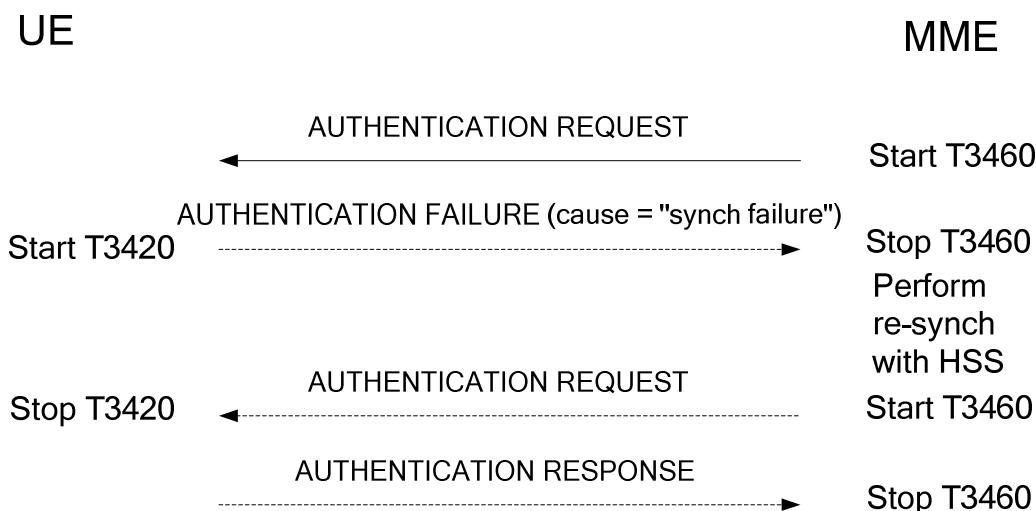 UE
MME
AUTHENTICATION REQUEST
Start T3460
AUTHENTICATION FAILURE (cause = "synch failure")
Start T3420
Stop T3460
Perform
re-synch
with HSS
AUTHENTICATION REQUEST
Stop T3420
Start T3460
AUTHENTICATION RESPONSE
Stop T3460